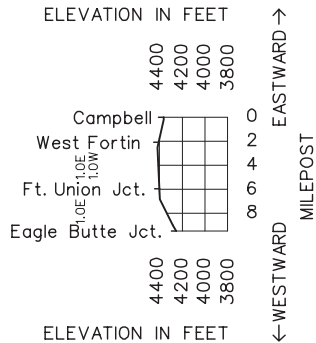 ELEVATION IN FEET
4400
4200
4000
3800
EASTWARD →
Campbell
0
West Fortin
2
1.0E
1.0W
4
MILEPOST
Ft. Union Jct.
6
1.0E
8
Eagle Butte Jct.
← WESTWARD
4400
4200
4000
3800
ELEVATION IN FEET